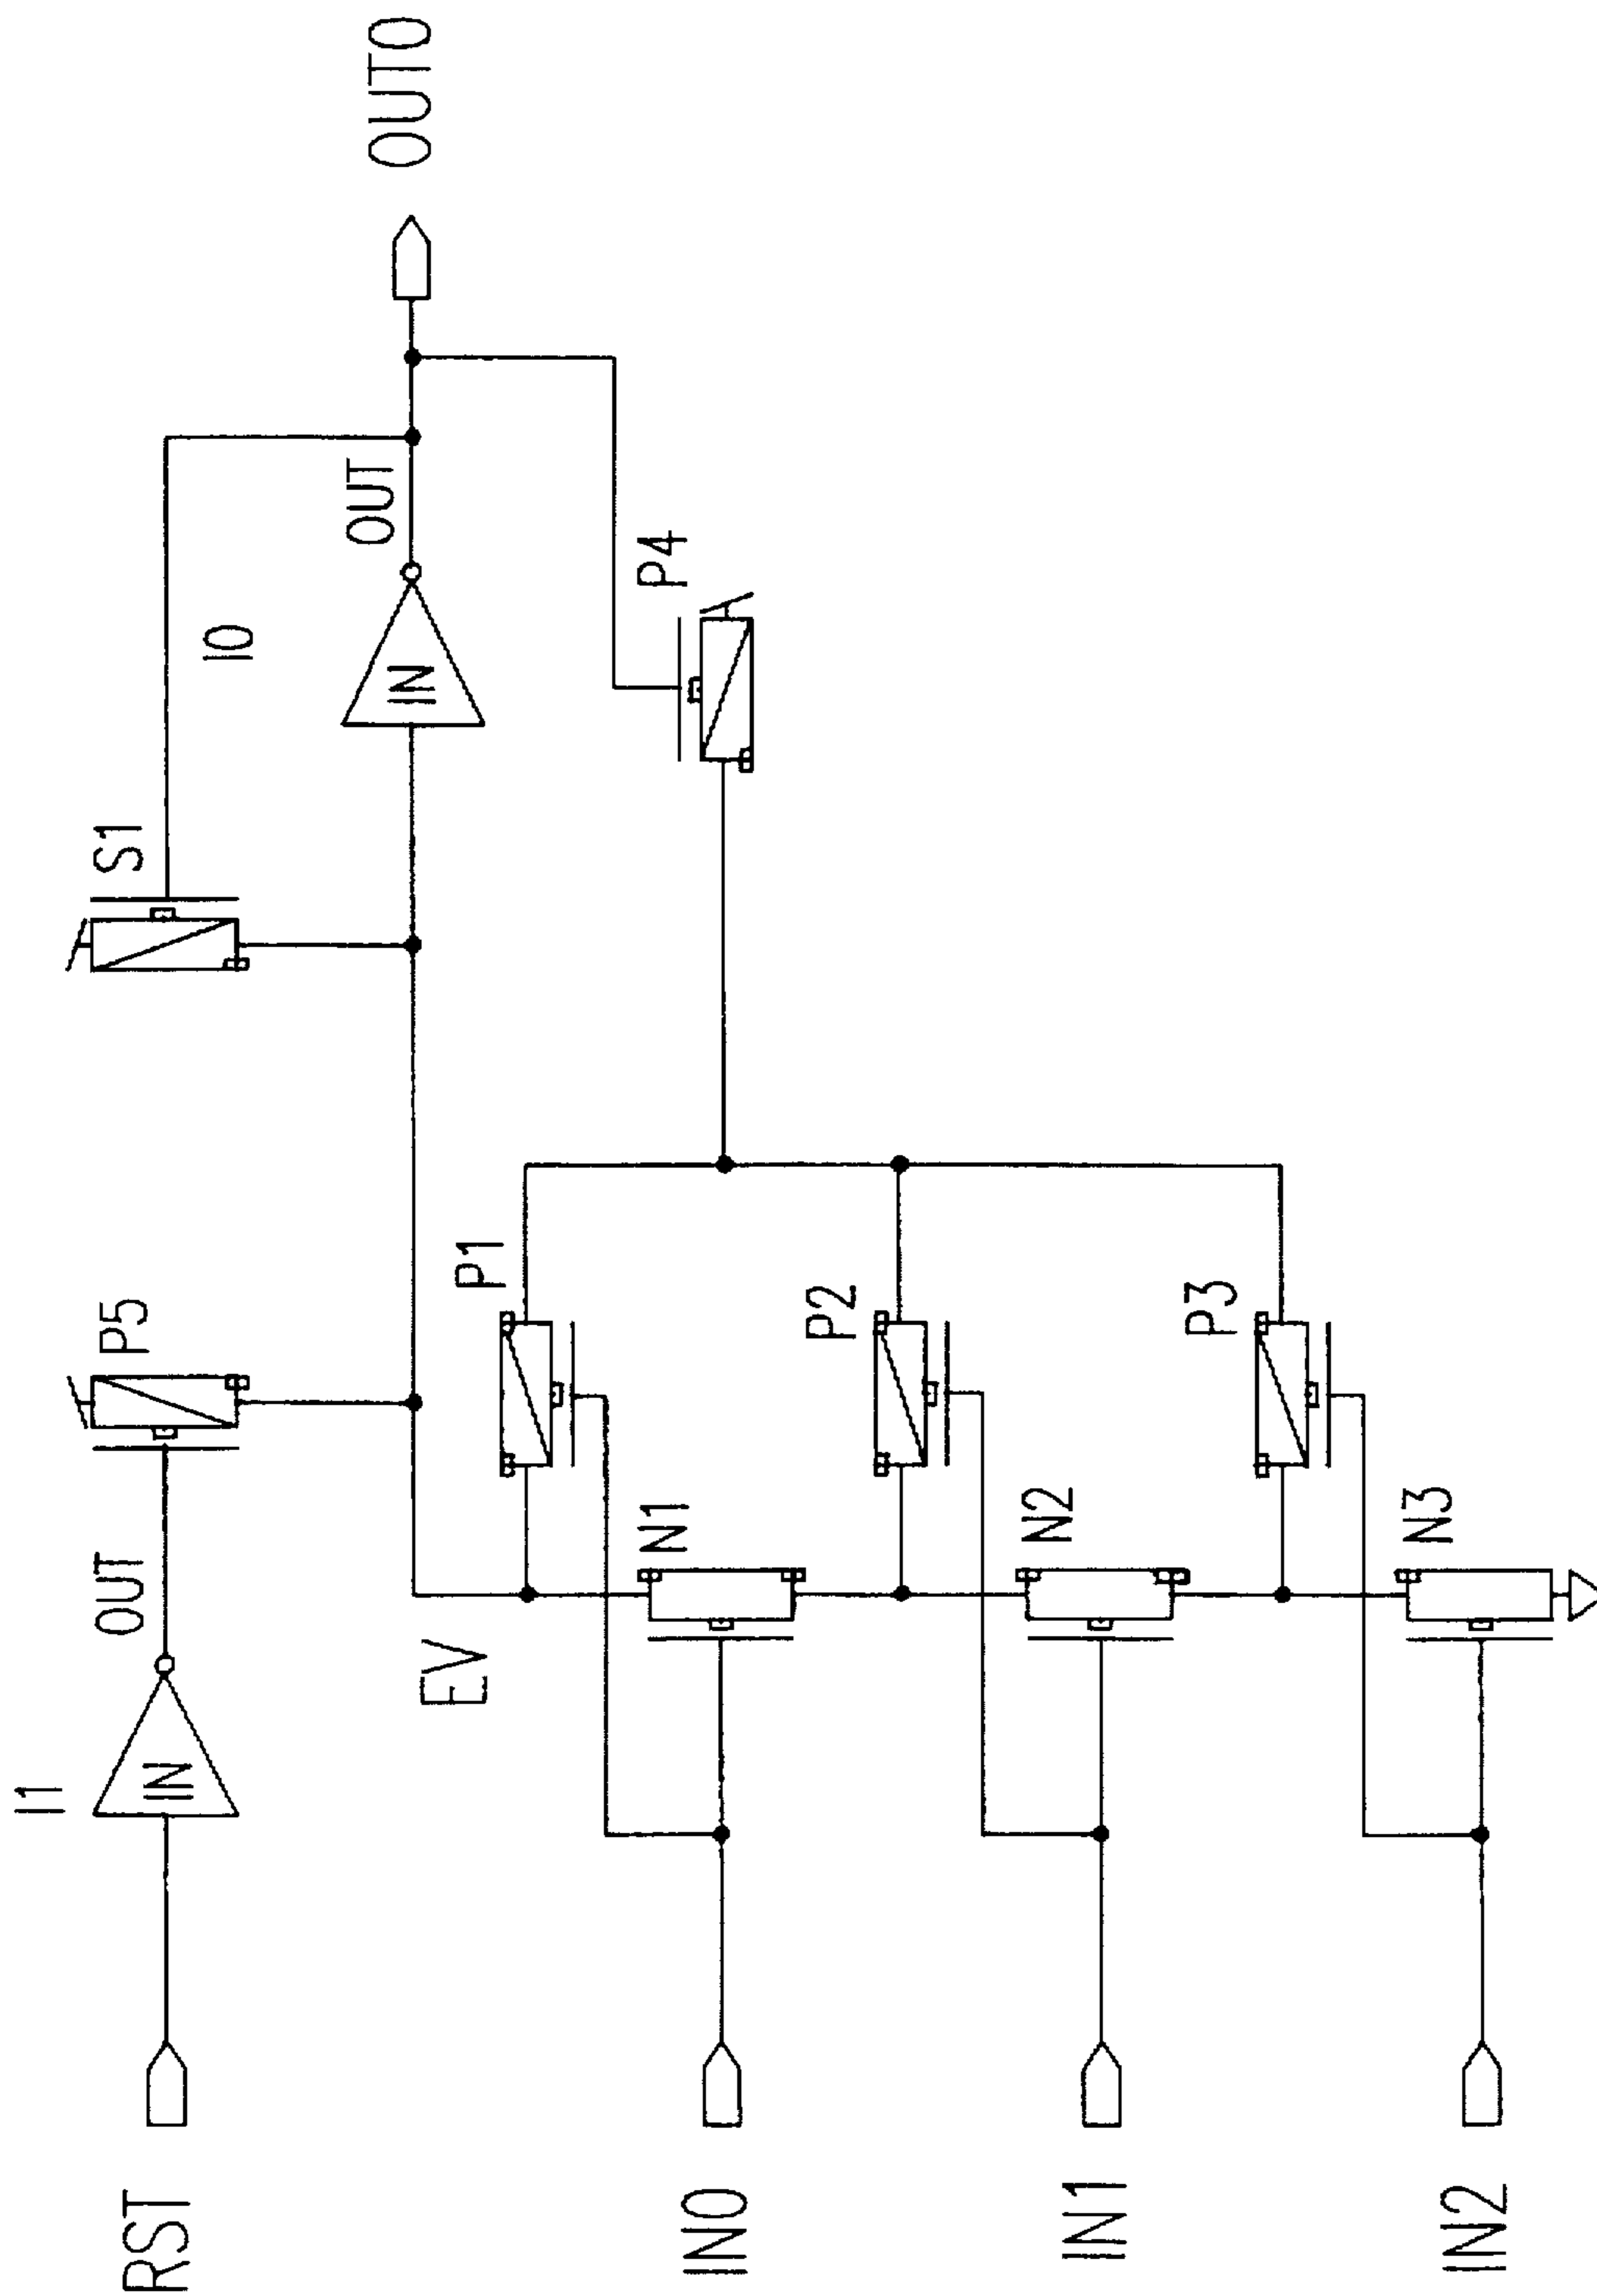 RST
I1
IN
OUT
P5
S1
I0
IN
OUT
OUT0
EV
P1
P4
IN0
N1
P2
IN1
N2
P3
IN2
N3